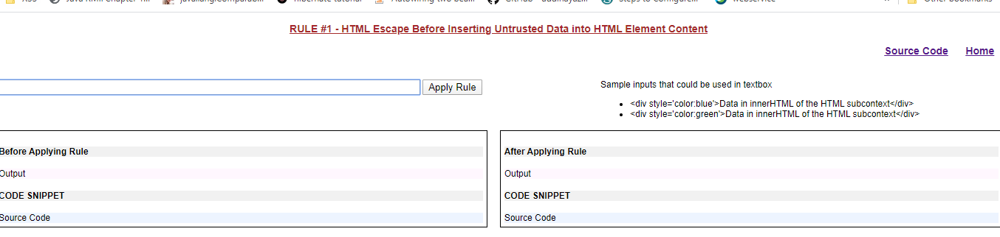 RULE #1 - HTML Escape Before Inserting Untrusted Data into HTML Element Content
Source Code Home
Apply Rule
Sample inputs that could be used in textbox
<div style='color:blue'>Data in innerHTML of the HTML subcontext</div>
<div style='color:green'>Data in innerHTML of the HTML subcontext</div>
Before Applying Rule
Output
CODE SNIPPET
Source Code
After Applying Rule
Output
CODE SNIPPET
Source Code